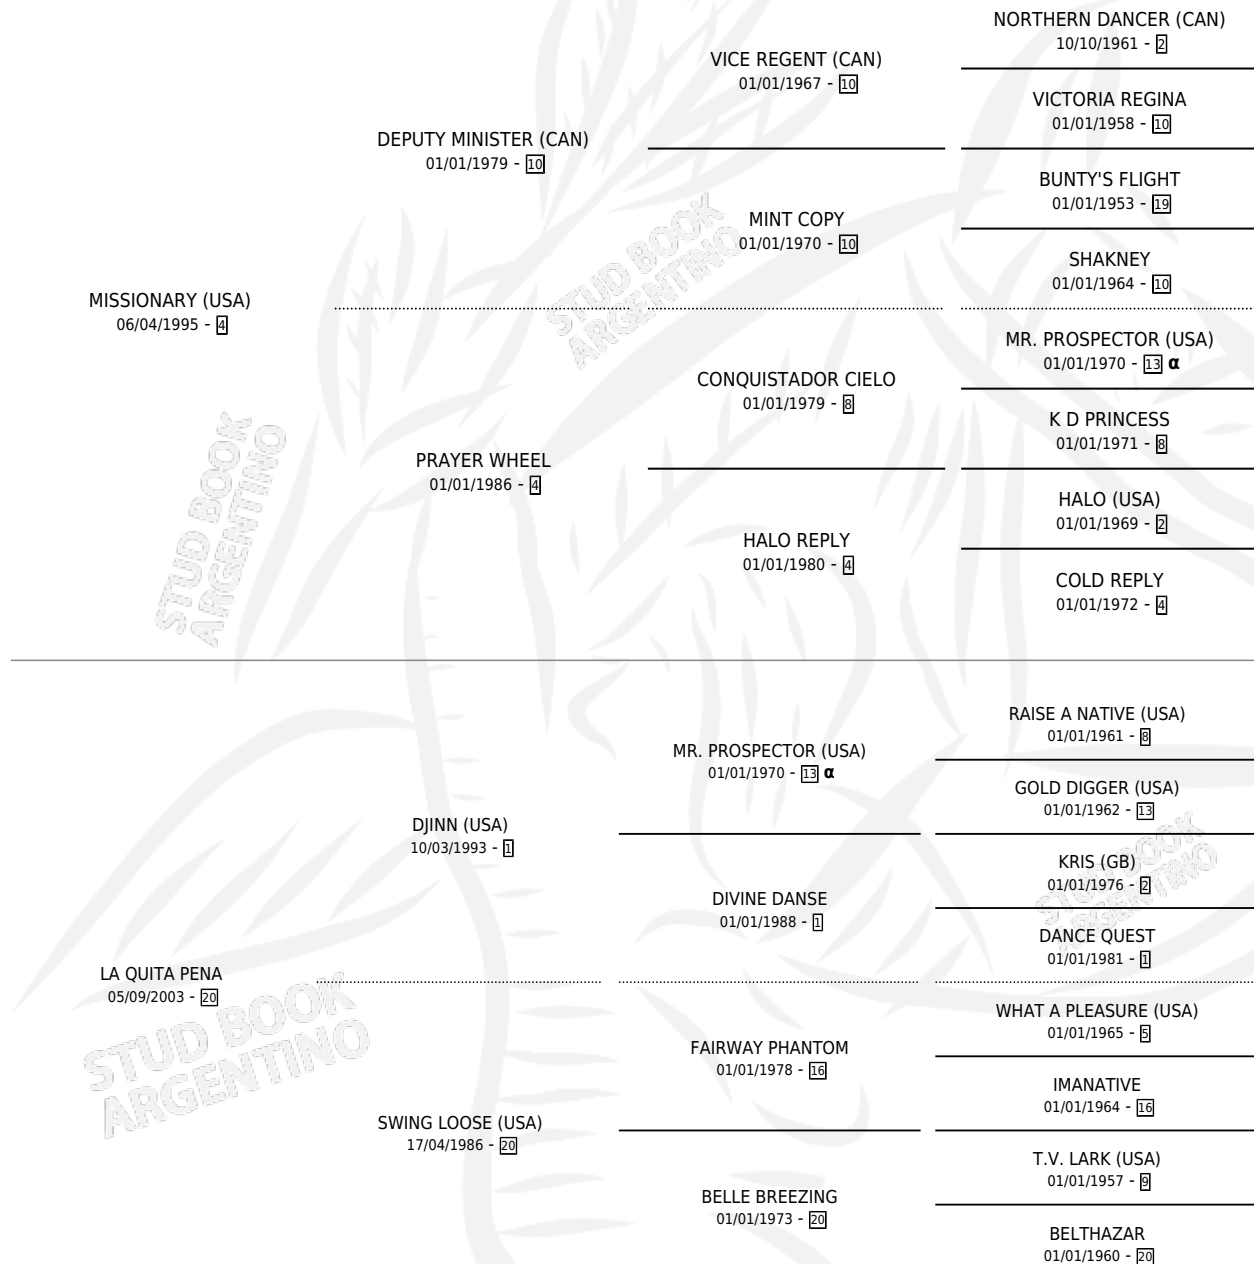 NORTHERN DANCER (CAN)
10/10/1961 - 2
VICE REGENT (CAN)
01/01/1967 - 10
VICTORIA REGINA
01/01/1958 - 10
DEPUTY MINISTER (CAN)
01/01/1979 - 10
BUNTY'S FLIGHT
01/01/1953 - 19
MINT COPY
01/01/1970 - 10
SHAKNEY
01/01/1964 - 10
MISSIONARY (USA)
06/04/1995 - 4
STUD BOOK
ARGENTINO
MR. PROSPECTOR (USA)
01/01/1970 - 13 α
CONQUISTADOR CIELO
01/01/1979 - 8
K D PRINCESS
01/01/1971 - 8
PRAYER WHEEL
01/01/1986 - 4
HALO (USA)
01/01/1969 - 2
HALO REPLY
01/01/1980 - 4
COLD REPLY
01/01/1972 - 4
STUD BOOK
ARGENTINO
RAISE A NATIVE (USA)
01/01/1961 - 8
MR. PROSPECTOR (USA)
01/01/1970 - 13 α
GOLD DIGGER (USA)
01/01/1962 - 13
DJINN (USA)
10/03/1993 - 1
KRIS (GB)
01/01/1976 - 2
STUD BOOK
ARGENTINO
DIVINE DANSE
01/01/1988 - 1
DANCE QUEST
01/01/1981 - 1
LA QUITA PENA
05/09/2003 - 20
STUD BOOK
ARGENTINO
WHAT A PLEASURE (USA)
01/01/1965 - 5
FAIRWAY PHANTOM
01/01/1978 - 16
IMANATIVE
01/01/1964 - 16
SWING LOOSE (USA)
17/04/1986 - 20
T.V. LARK (USA)
01/01/1957 - 9
BELLE BREEZING
01/01/1973 - 20
BELTHAZAR
01/01/1960 - 20